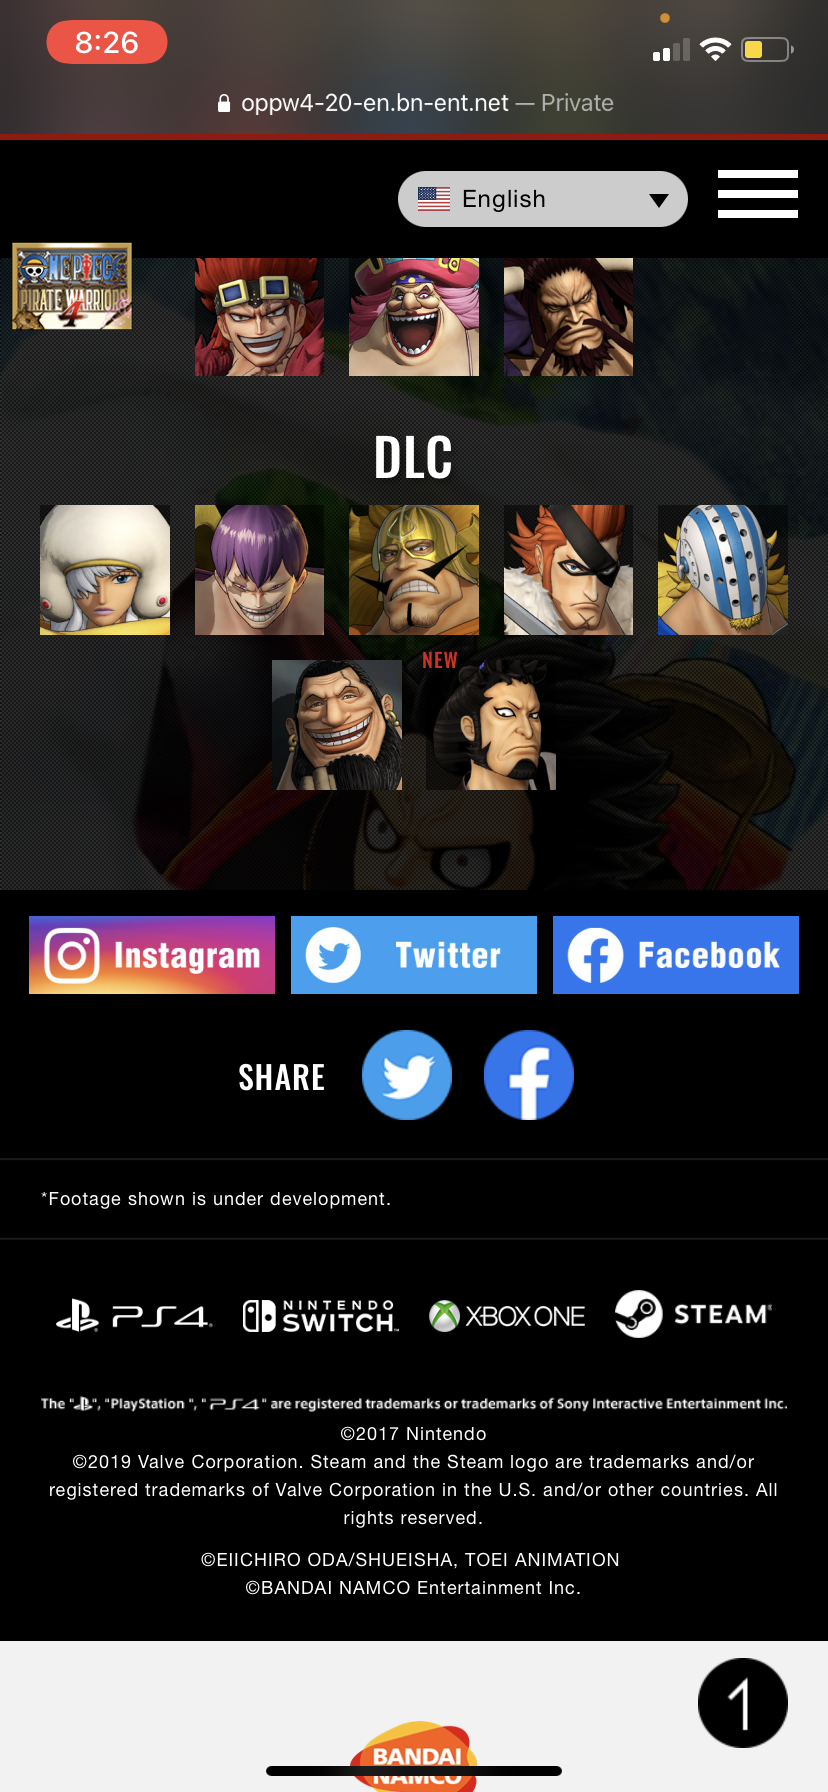 8:26
oppw4-20-en.bn-ent.net — Private
English
ONE PIECE
PIRATE WARRIORS
4
DLC
NEW
Instagram
Twitter
Facebook
SHARE
*Footage shown is under development.
PS4
NINTENDO
SWITCH™
XBOX ONE
STEAM®
The "PS", "PlayStation ", " PS4 " are registered trademarks or trademarks of Sony Interactive Entertainment Inc.
©2017 Nintendo
©2019 Valve Corporation. Steam and the Steam logo are trademarks and/or
registered trademarks of Valve Corporation in the U.S. and/or other countries. All
rights reserved.
©EIICHIRO ODA/SHUEISHA, TOEI ANIMATION
©BANDAI NAMCO Entertainment Inc.
BANDAI
NAMCO